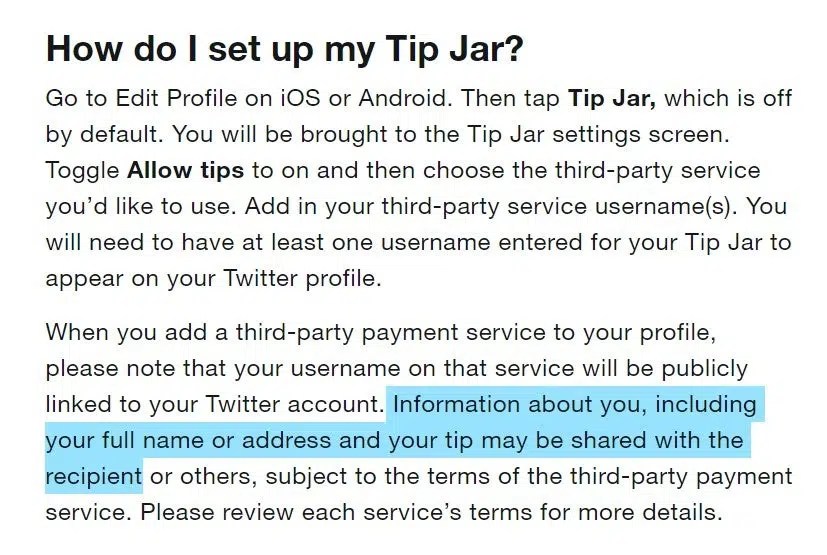 How do I set up my Tip Jar?
Go to Edit Profile on iOS or Android. Then tap Tip Jar, which is off
by default. You will be brought to the Tip Jar settings screen.
Toggle Allow tips to on and then choose the third-party service
you’d like to use. Add in your third-party service username(s). You
will need to have at least one username entered for your Tip Jar to
appear on your Twitter profile.
When you add a third-party payment service to your profile,
please note that your username on that service will be publicly
linked to your Twitter account. Information about you, including
your full name or address and your tip may be shared with the
recipient or others, subject to the terms of the third-party payment
service. Please review each service’s terms for more details.